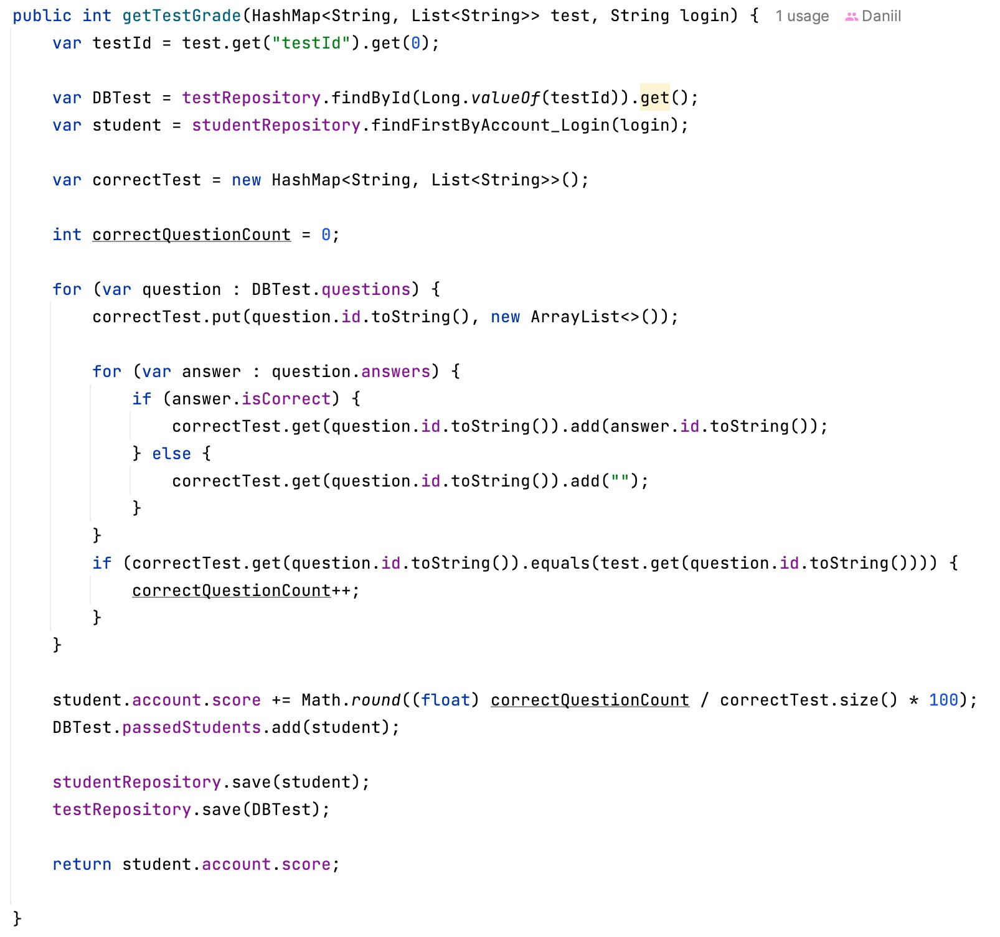 public int getTestGrade(HashMap<String, List<String>> test, String login) { 1 usage Daniil
    var testId = test.get("testId").get(0);

    var DBTest = testRepository.findById(Long.valueOf(testId)).get();
    var student = studentRepository.findFirstByAccount_Login(login);

    var correctTest = new HashMap<String, List<String>>();

    int correctQuestionCount = 0;

    for (var question : DBTest.questions) {
        correctTest.put(question.id.toString(), new ArrayList<>());

        for (var answer : question.answers) {
            if (answer.isCorrect) {
                correctTest.get(question.id.toString()).add(answer.id.toString());
            } else {
                correctTest.get(question.id.toString()).add("");
            }
        }
        if (correctTest.get(question.id.toString()).equals(test.get(question.id.toString()))) {
            correctQuestionCount++;
        }
    }

    student.account.score += Math.round((float) correctQuestionCount / correctTest.size() * 100);
    DBTest.passedStudents.add(student);

    studentRepository.save(student);
    testRepository.save(DBTest);

    return student.account.score;

}